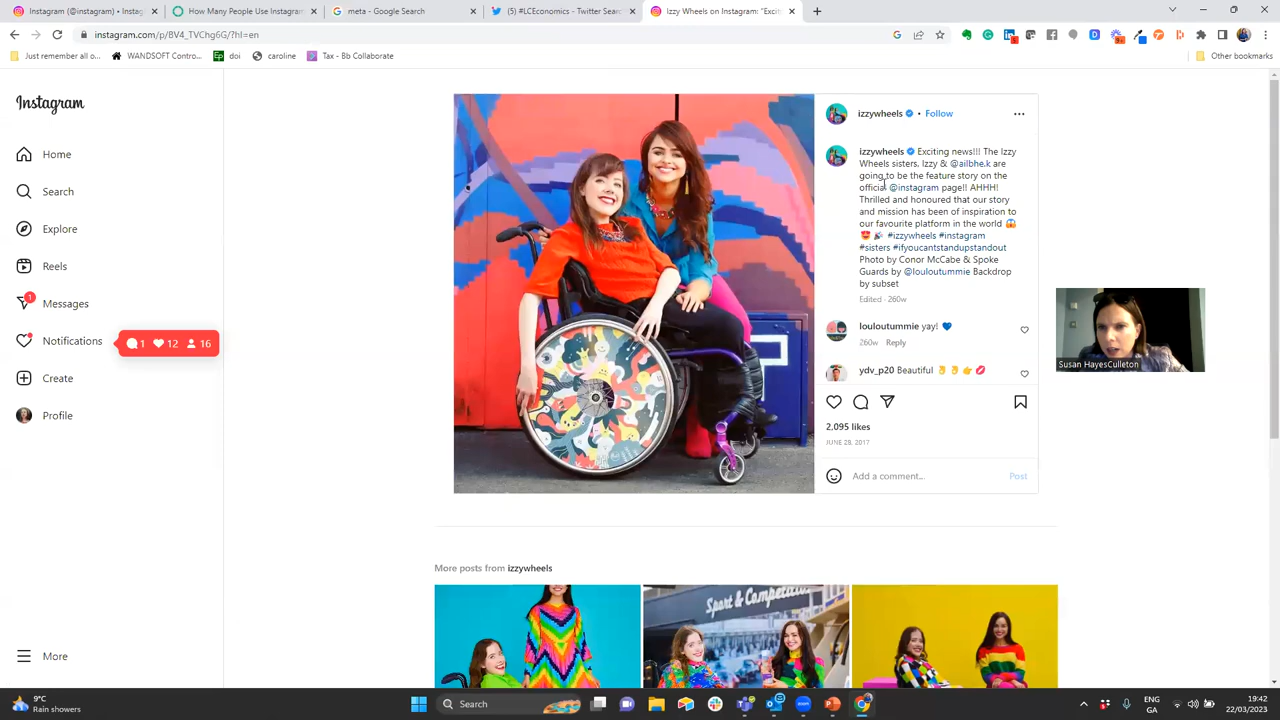 Instagram (@instagram) • Instag
How Many People Use Instagram
meta - Google Search
(5) #LCEconomics - Twitter Searc
Izzy Wheels on Instagram: "Excit
instagram.com/p/BV4_TVChg6G/?hl=en
Just remember all o...
WANDSOFT Contro...
doi
caroline
Tax - Bb Collaborate
Other bookmarks
Instagram
Home
Search
Explore
Reels
1
Messages
Notifications
1 12 16
Create
Profile
More
izzywheels • Follow
izzywheels Exciting news!!! The Izzy
Wheels sisters, Izzy & @ailbhe.k are
going to be the feature story on the
official @instagram page!! AHHH!
Thrilled and honoured that our story
and mission has been of inspiration to
our favourite platform in the world 😱
😍 🎉 #izzywheels #instagram
#sisters #ifyoucantstandupstandout
Photo by Conor McCabe & Spoke
Guards by @louloutummie Backdrop
by subset
Edited · 260w
louloutummie yay! 💙
260w Reply
ydv_p20 Beautiful 👌 👌 👉 💋
2,095 likes
JUNE 28, 2017
Add a comment...
Post
Susan HayesCulleton
More posts from izzywheels
Sport & Competiti
9°C
Rain showers
Search
ENG
GA
19:42
22/03/2023